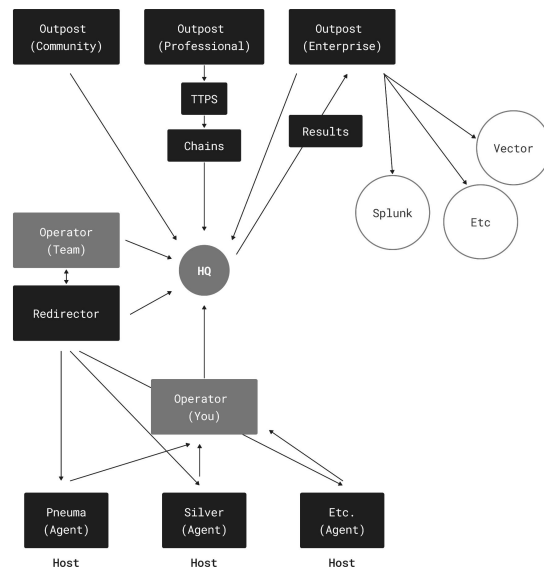 Outpost
(Community)
Outpost
(Professional)
Outpost
(Enterprise)
TTPS
Results
Chains
Vector
Splunk
Etc
Operator
(Team)
HQ
Redirector
Operator
(You)
Pneuma
(Agent)
Silver
(Agent)
Etc.
(Agent)
Host
Host
Host